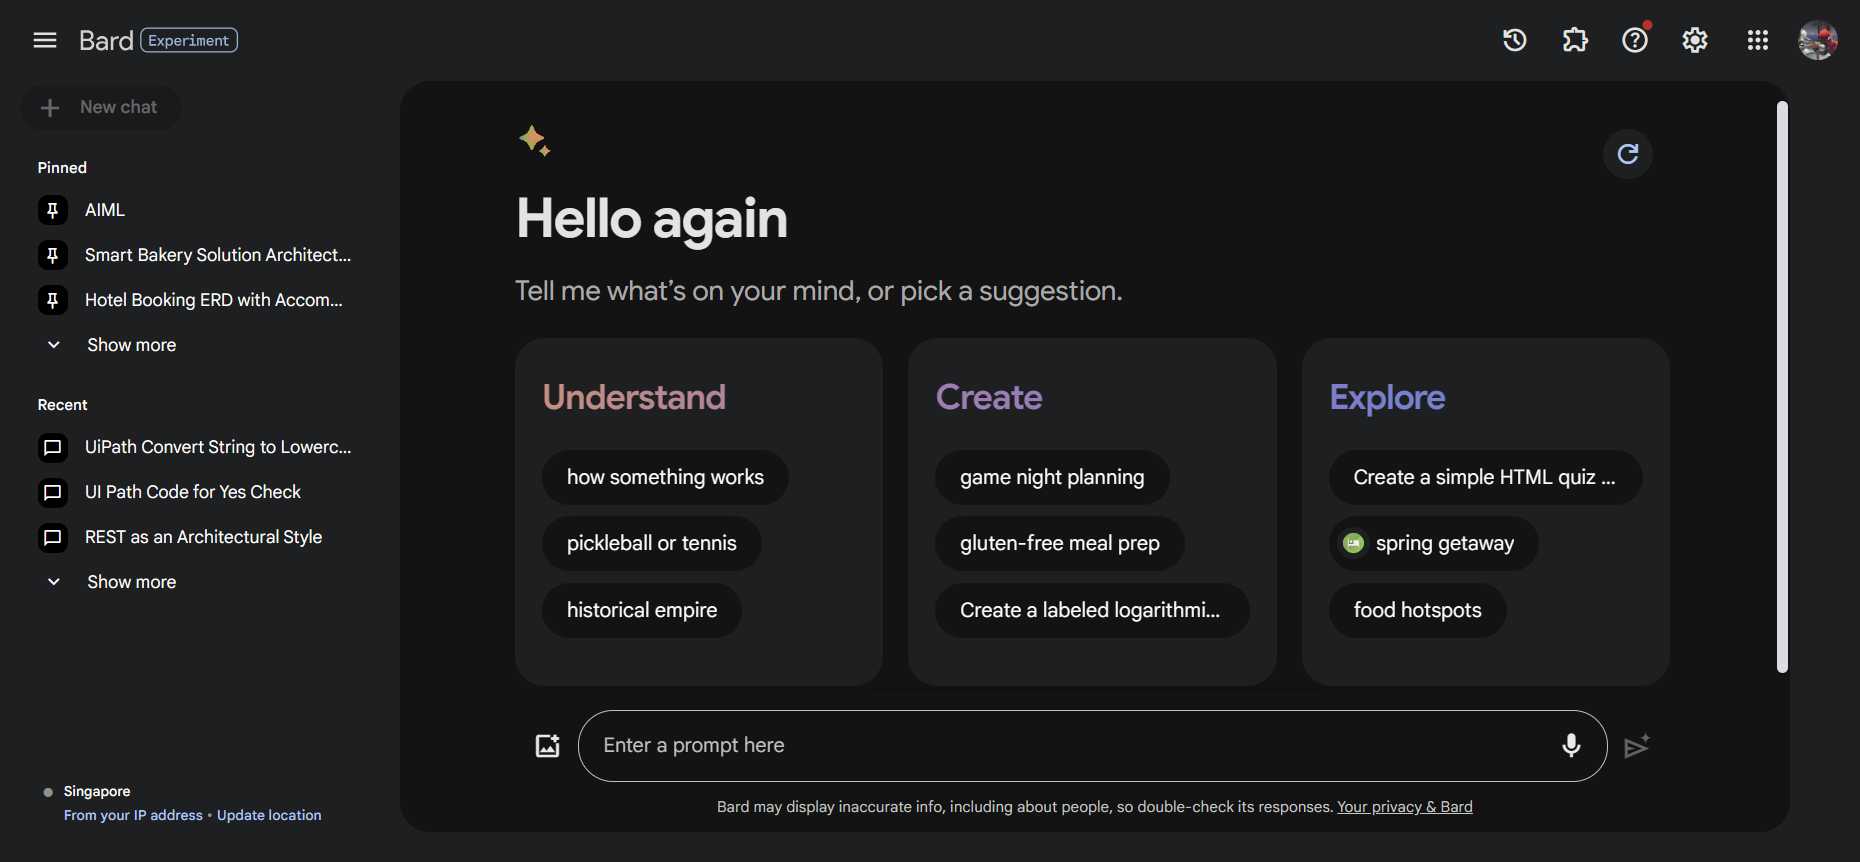 Bard Experiment
New chat
Pinned
AIML
Smart Bakery Solution Architect...
Hotel Booking ERD with Accom...
Show more
Recent
UiPath Convert String to Lowerc...
UI Path Code for Yes Check
REST as an Architectural Style
Show more
Singapore
From your IP address • Update location
Hello again
Tell me what’s on your mind, or pick a suggestion.
Understand
how something works
pickleball or tennis
historical empire
Create
game night planning
gluten-free meal prep
Create a labeled logarithmi...
Explore
Create a simple HTML quiz ...
spring getaway
food hotspots
Enter a prompt here
Bard may display inaccurate info, including about people, so double-check its responses. Your privacy & Bard